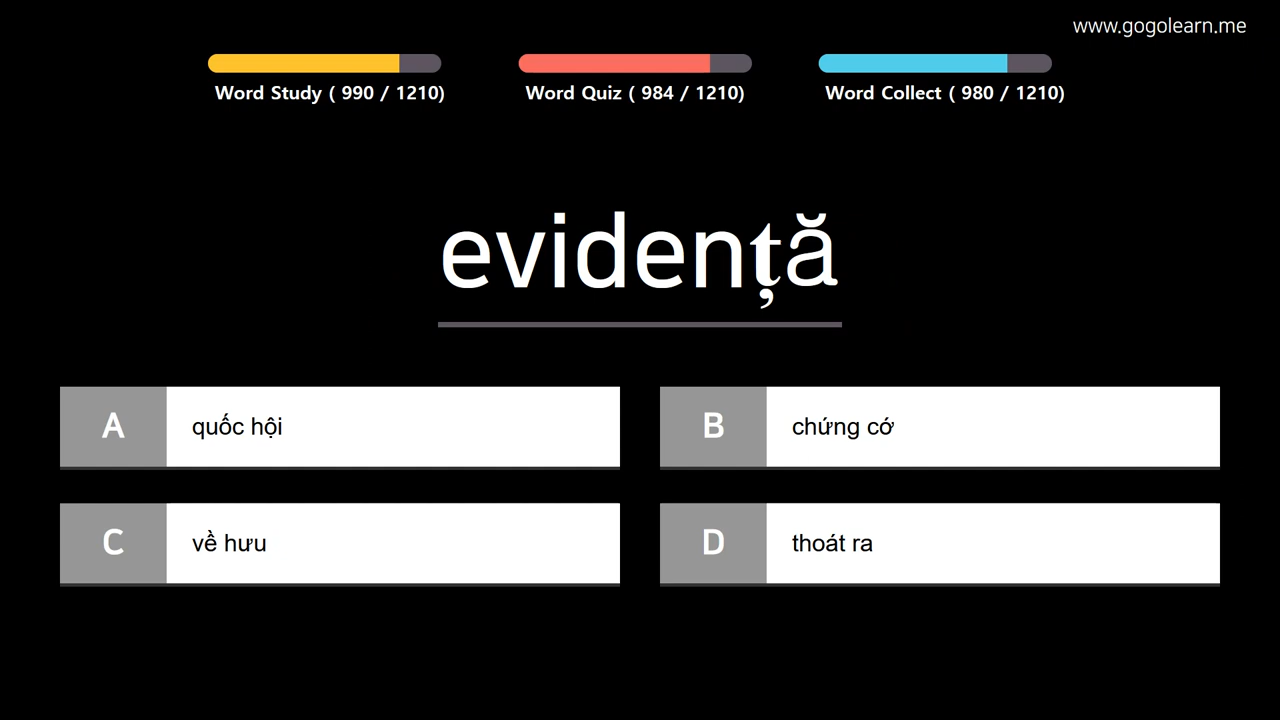 www.gogolearn.me
Word Study ( 990 / 1210)
Word Quiz ( 984 / 1210)
Word Collect ( 980 / 1210)
evidență
A
quốc hội
B
chứng cớ
C
về hưu
D
thoát ra